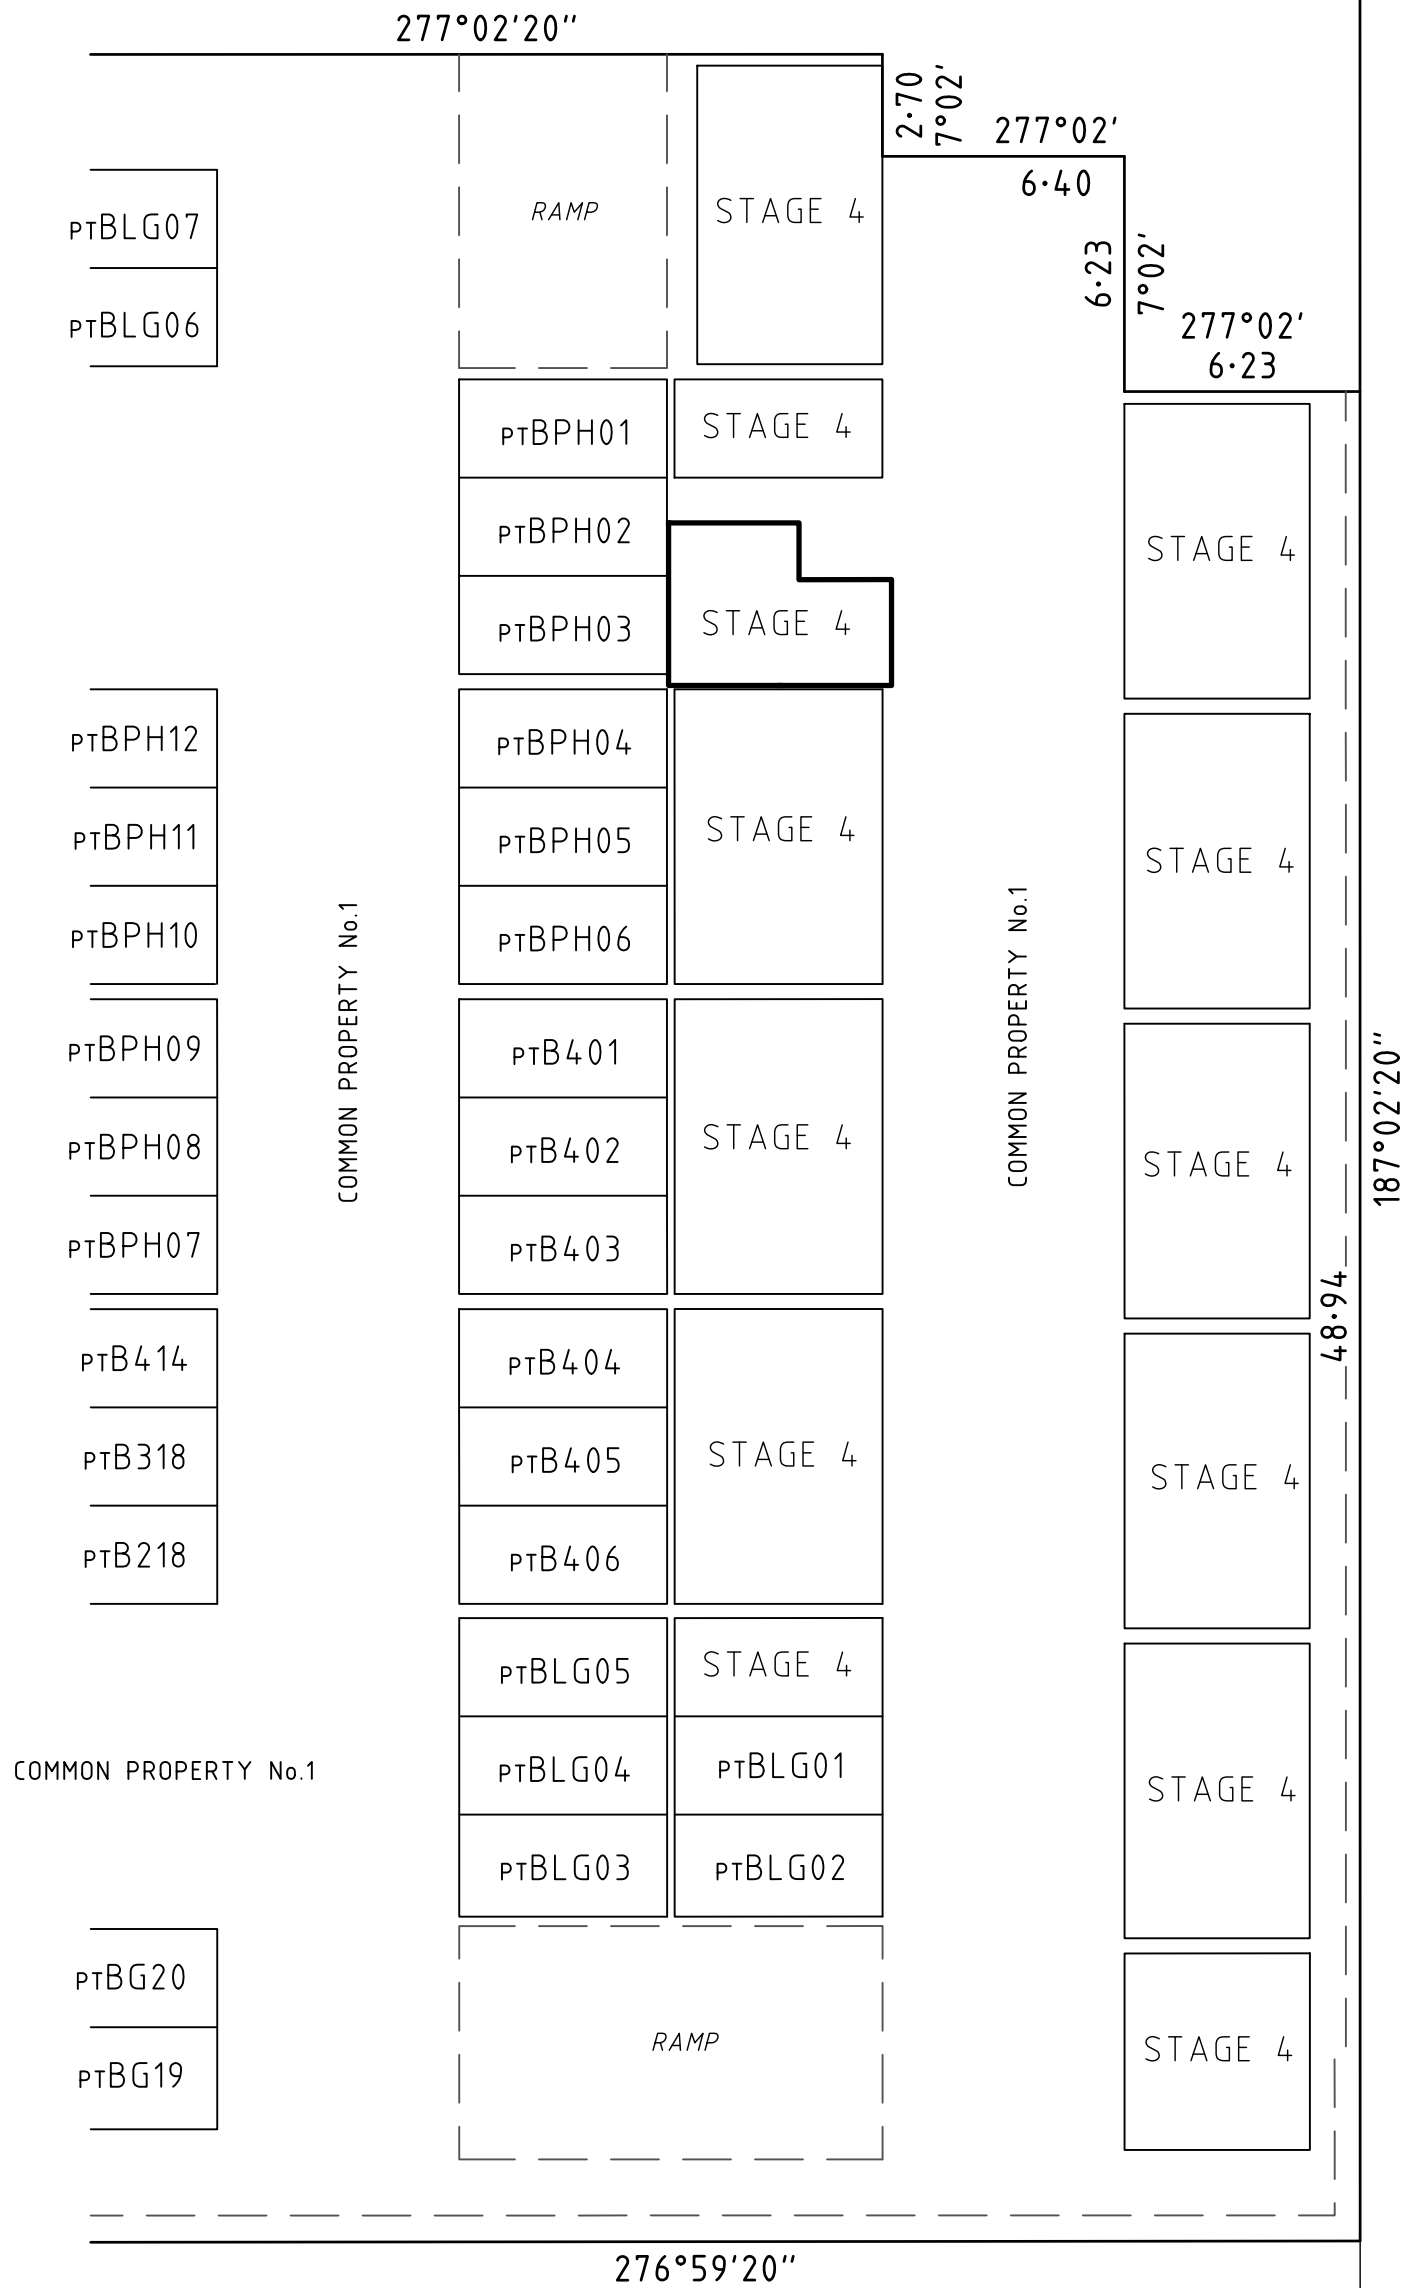 277°02'20"
2·70
7°02'
277°02'
6·40
6·23
7°02'
277°02'
6·23
RAMP
STAGE 4
PTBLG07
PTBLG06
PTBPH01
STAGE 4
PTBPH02
PTBPH03
STAGE 4
STAGE 4
PTBPH12
PTBPH11
PTBPH10
PTBPH04
PTBPH05
PTBPH06
STAGE 4
STAGE 4
COMMON PROPERTY No.1
COMMON PROPERTY No.1
PTBPH09
PTBPH08
PTBPH07
PTB401
PTB402
PTB403
STAGE 4
STAGE 4
187°02'20"
48·94
PTB414
PTB318
PTB218
PTB404
PTB405
PTB406
STAGE 4
STAGE 4
PTBLG05
STAGE 4
COMMON PROPERTY No.1
PTBLG04
PTBLG01
STAGE 4
PTBLG03
PTBLG02
PTBG20
PTBG19
RAMP
STAGE 4
276°59'20"